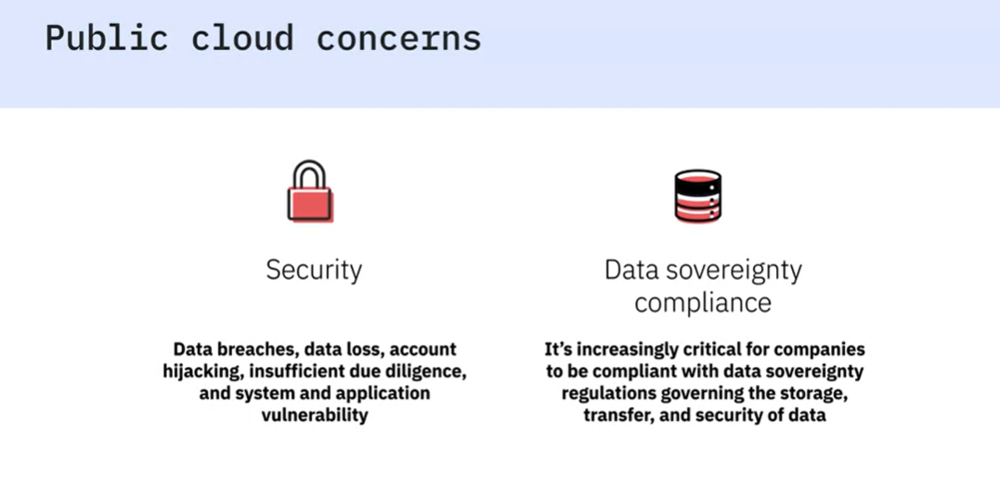 Public cloud concerns
Security
Data breaches, data loss, account
hijacking, insufficient due diligence,
and system and application
vulnerability
Data sovereignty
compliance
It's increasingly critical for companies
to be compliant with data sovereignty
regulations governing the storage,
transfer, and security of data